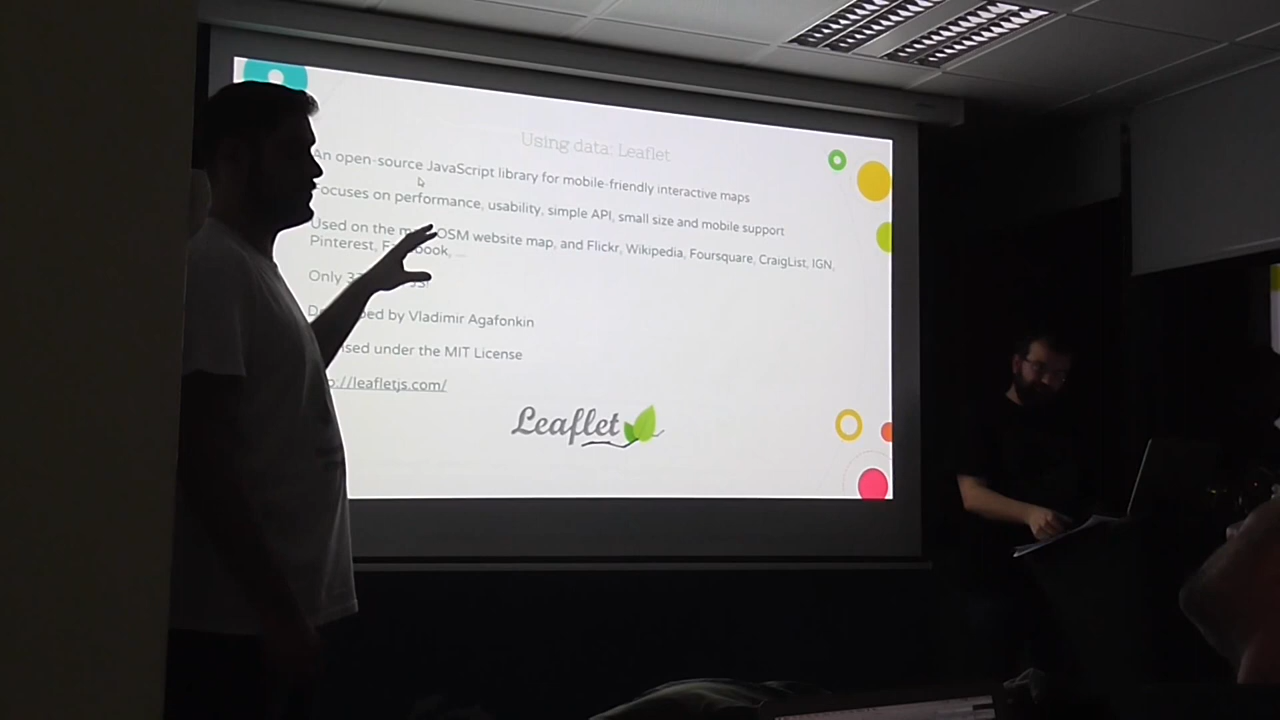 Using data: Leaflet
An open-source JavaScript library for mobile-friendly interactive maps
Focuses on performance, usability, simple API, small size and mobile support
Used on the OSM website map, and Flickr, Wikipedia, Foursquare, CraigList, IGN,
Pinterest, ...
Only
by Vladimir Agafonkin
under the MIT License
://leafletjs.com/
Leaflet